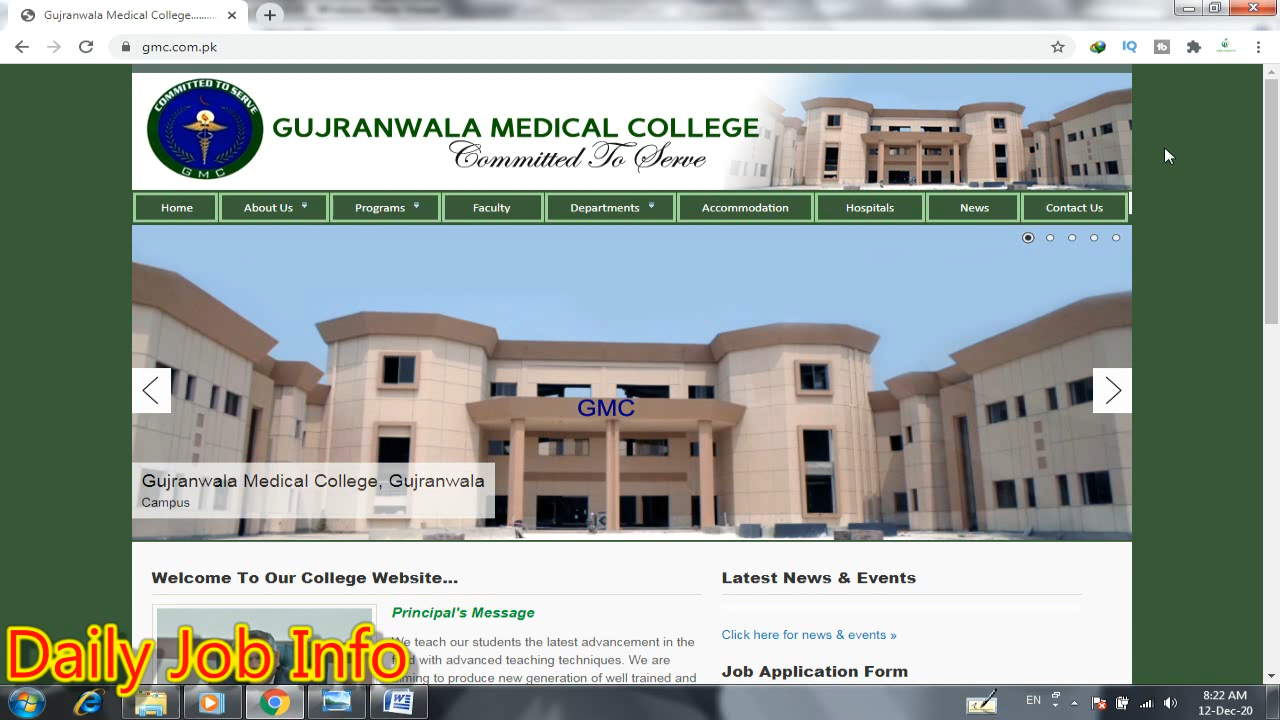 Gujranwala Medical College.........
gmc.com.pk
COMMITTED TO SERVE
GMC
GUJRANWALA MEDICAL COLLEGE
Committed To Serve
Home
About Us
Programs
Faculty
Departments
Accommodation
Hospitals
News
Contact Us
GMC
Gujranwala Medical College, Gujranwala
Campus
Welcome To Our College Website...
Principal's Message
We teach our students the latest advancement in the
with advanced teaching techniques. We are
aiming to produce new generation of well trained and
Latest News & Events
Click here for news & events »
Job Application Form
Daily Job Info
EN
8:22 AM
12-Dec-20